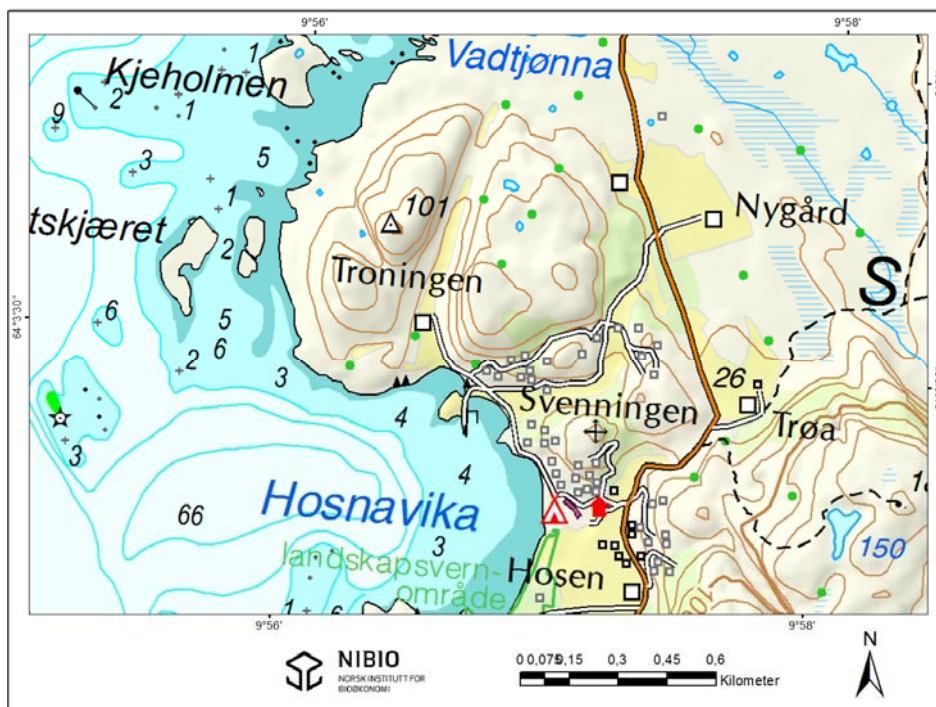 9°56'
9°58'
Kjeholmen
Vadtjønna
1
2
1
9
3
5
1
101
Nygård
tskjæret
2
Troningen
S
64°3'30"
6
5
6
2
3
26
Svenningen
4
Trøa
3
4
Hosnavika
66
150
3
landskapsvern-
område
Hosen
100
1
9°56'
9°58'
NIBIO
NORSK INSTITUTT FOR
BIOØKONOMI
0 0,075 0,15 0,3 0,45 0,6
Kilometer
N